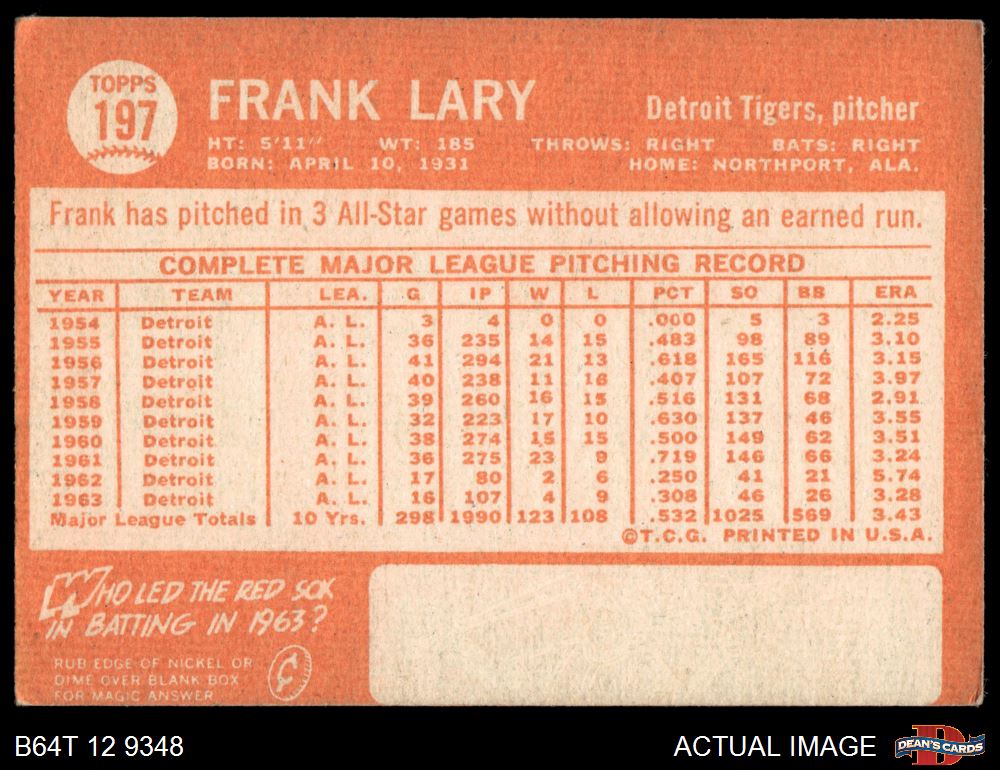 TOPPS
197
FRANK LARY
Detroit Tigers, pitcher
HT: 5'11" WT: 185 THROWS: RIGHT BATS: RIGHT
BORN: APRIL 10, 1931 HOME: NORTHPORT, ALA.
Frank has pitched in 3 All-Star games without allowing an earned run.
COMPLETE MAJOR LEAGUE PITCHING RECORD
YEAR TEAM LEA. G IP W L PCT SO BB ERA
1954 Detroit A. L. 3 4 0 0 .000 5 3 2.25
1955 Detroit A. L. 36 235 14 15 .483 98 89 3.10
1956 Detroit A. L. 41 294 21 13 .618 165 116 3.15
1957 Detroit A. L. 40 238 11 16 .407 107 72 3.97
1958 Detroit A. L. 39 260 16 15 .516 131 68 2.91
1959 Detroit A. L. 32 223 17 10 .630 137 46 3.55
1960 Detroit A. L. 38 274 15 15 .500 149 62 3.51
1961 Detroit A. L. 36 275 23 9 .719 146 66 3.24
1962 Detroit A. L. 17 80 2 6 .250 41 21 5.74
1963 Detroit A. L. 16 107 4 9 .308 46 26 3.28
Major League Totals 10 Yrs. 298 1990 123 108 .532 1025 569 3.43
©T.C.G. PRINTED IN U.S.A.
WHO LED THE RED SOX
IN BATTING IN 1963?
RUB EDGE OF NICKEL OR
DIME OVER BLANK BOX
FOR MAGIC ANSWER
B64T 12 9348
ACTUAL IMAGE
D
DEAN'S CARDS